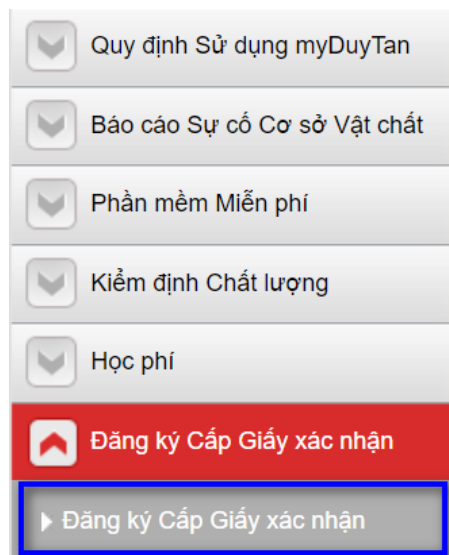 Quy định Sử dụng myDuyTan
Báo cáo Sự cố Cơ sở Vật chất
Phần mềm Miễn phí
Kiểm định Chất lượng
Học phí
Đăng ký Cấp Giấy xác nhận
Đăng ký Cấp Giấy xác nhận